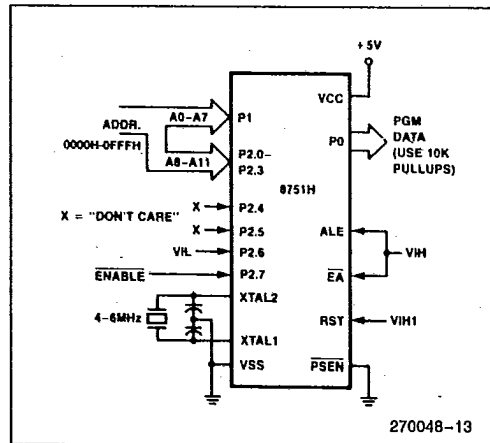 +5V
VCC
A0-A7
P1
ADDR.
0000H-0FFFH
A8-A11
P2.0-
P2.3
P0
PGM
DATA
(USE 10K
PULLUPS)
8751H
X
P2.4
X = "DON'T CARE"
X
P2.5
VIL
P2.6
ENABLE
P2.7
ALE
VIH
EA
XTAL2
4-6MHz
XTAL1
RST
VIH1
VSS
PSEN
270048-13